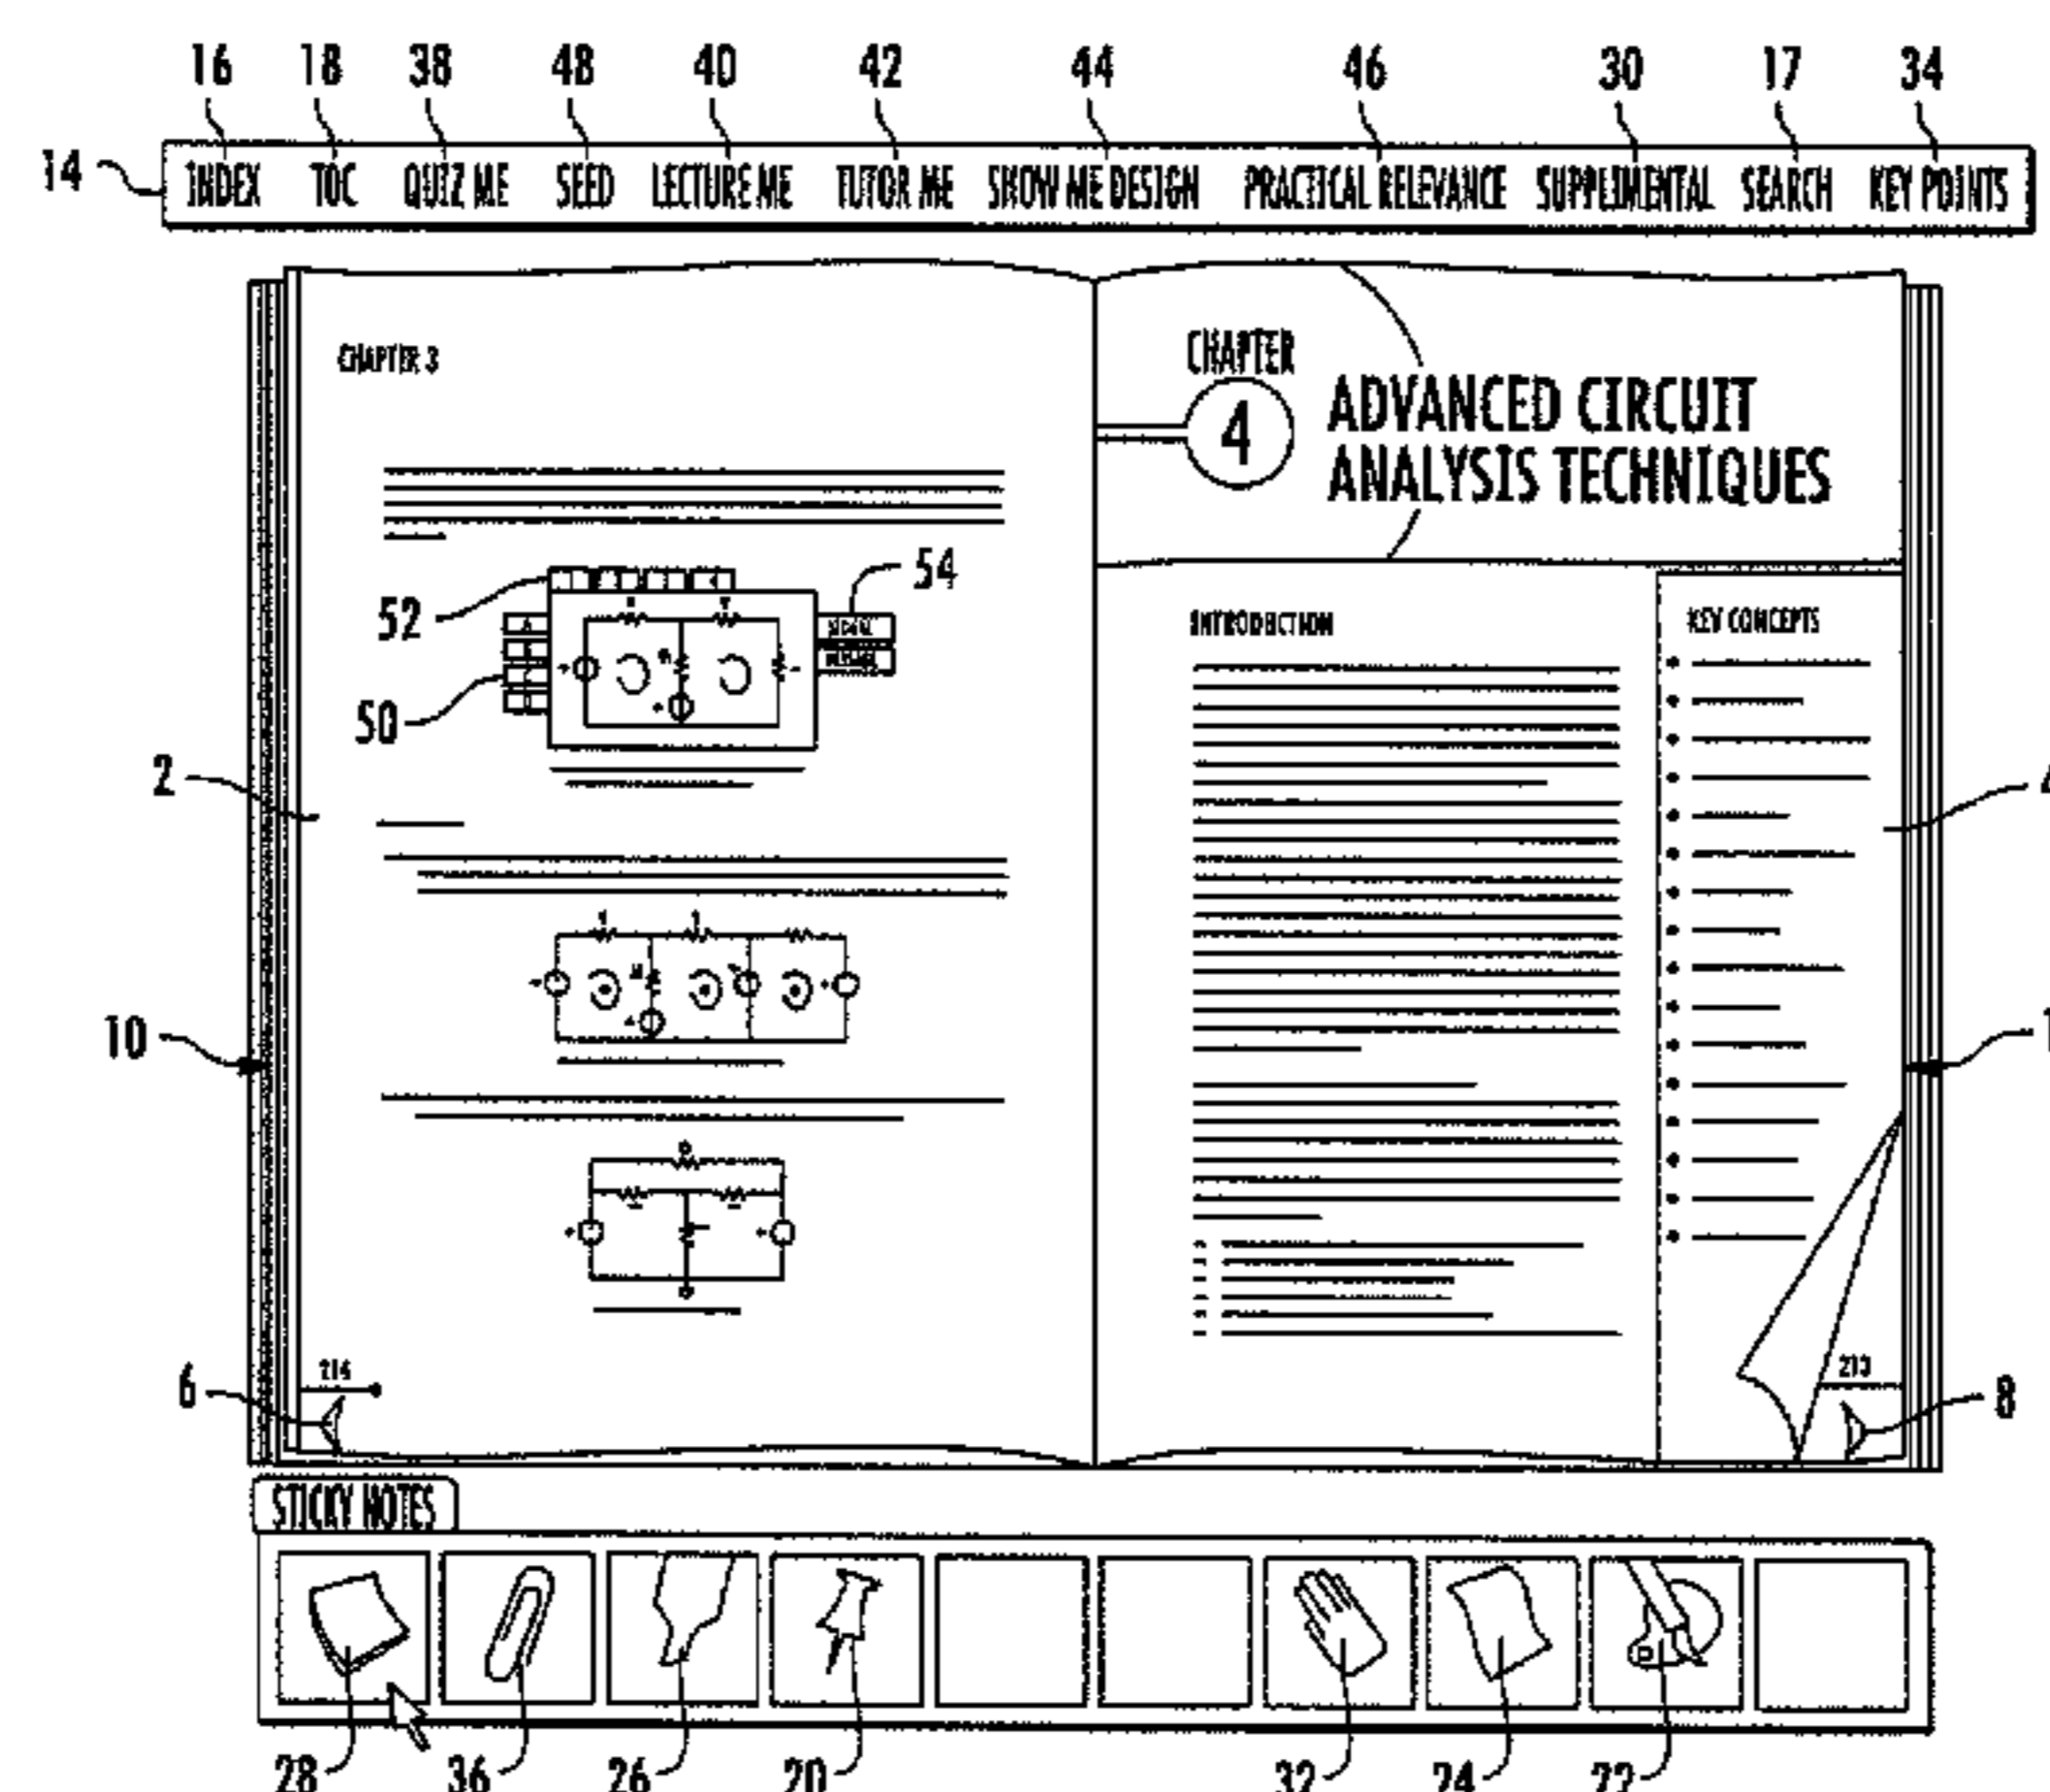 16 18 38 48 40 42 44 46 30 17 34
14
INDEX TOC QUIZ ME SEED LECTURE ME TUTOR ME SHOW ME DESIGN PRACTICAL RELEVANCE SUPPLIMENTAL SEARCH KEY POINTS
CHAPTER 3
CHAPTER
4
ADVANCED CIRCUIT
ANALYSIS TECHNIQUES
52
54
50
INTRODUCTION
KEY CONCEPTS
2
10
6
8
STICKY NOTES
28 36 26 20 32 24 22